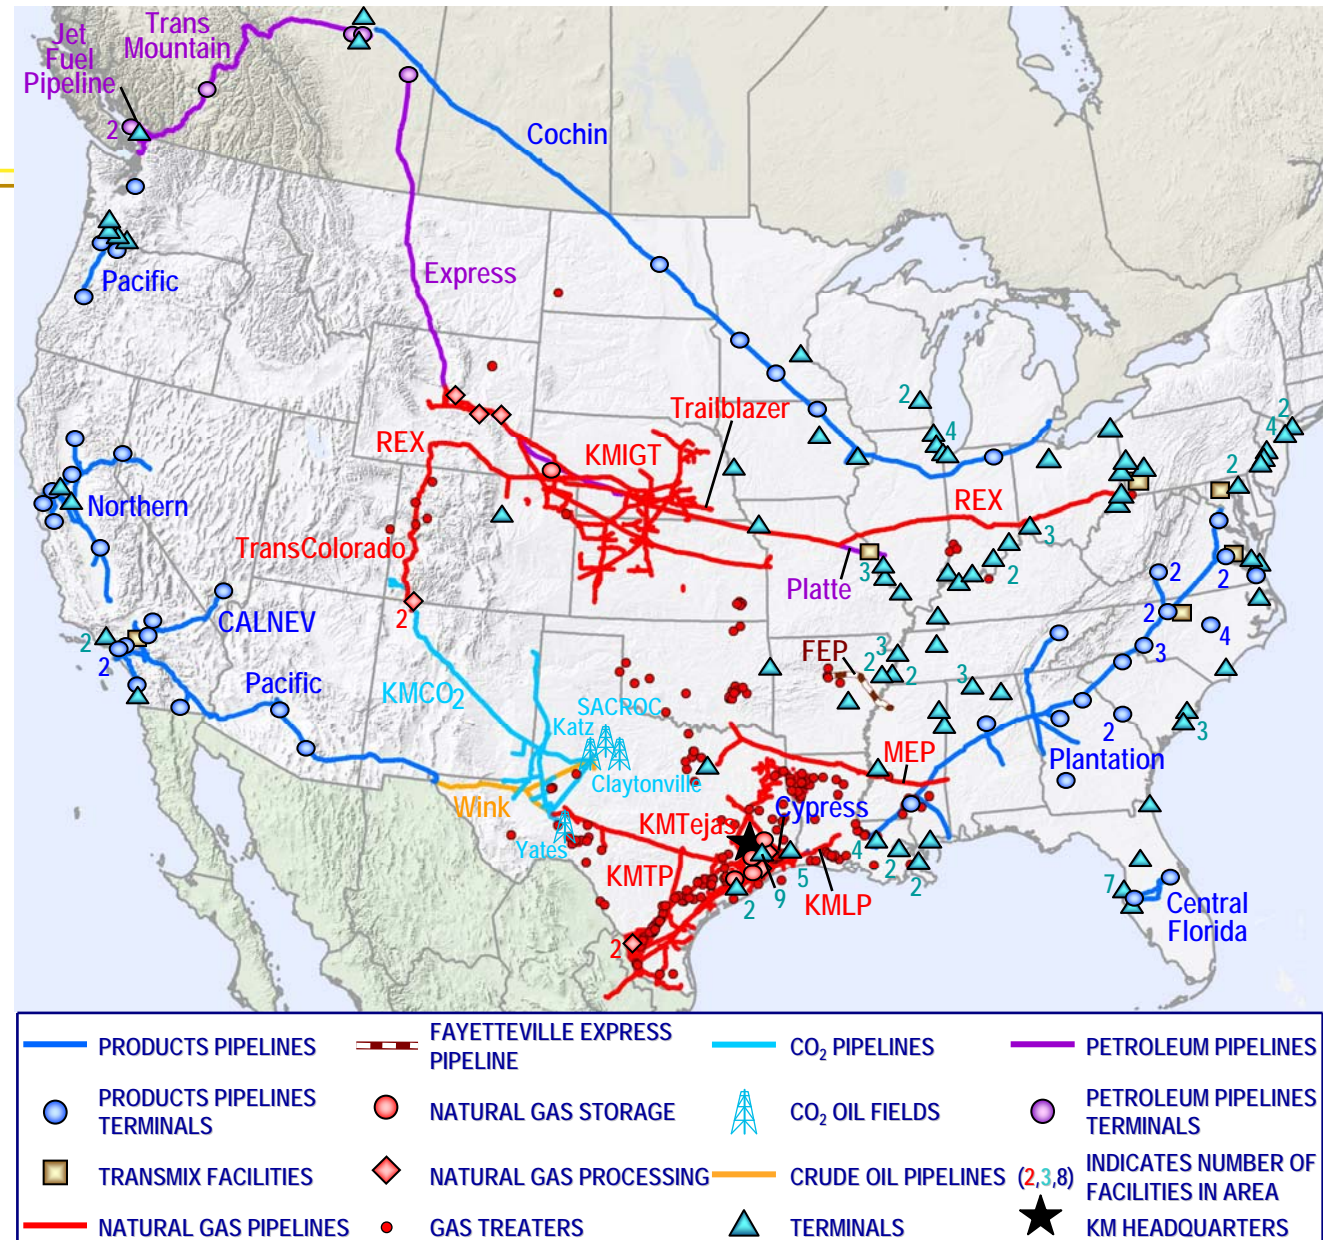 Trans
Mountain
Jet
Fuel
Pipeline
2
Cochin
Pacific
Express
Trailblazer
2
2
4
4
REX
KMIGT
2
Northern
REX
TransColorado
3
Platte
3
2
2
2
2
CALNEV
2
4
2
2
3
FEP
3
2
2
3
Pacific
KMCO2
SACROC
Katz
Claytonville
2
3
Plantation
MEP
Wink
Cypress
KMTejas
Yates
4
2
2
KMTP
5
9
2
KMLP
7
Central
Florida
2
PRODUCTS PIPELINES
FAYETTEVILLE EXPRESS
PIPELINE
CO2 PIPELINES
PETROLEUM PIPELINES
PRODUCTS PIPELINES
TERMINALS
NATURAL GAS STORAGE
CO2 OIL FIELDS
PETROLEUM PIPELINES
TERMINALS
TRANSMIX FACILITIES
NATURAL GAS PROCESSING
CRUDE OIL PIPELINES
(2,3,8) INDICATES NUMBER OF
FACILITIES IN AREA
NATURAL GAS PIPELINES
GAS TREATERS
TERMINALS
KM HEADQUARTERS